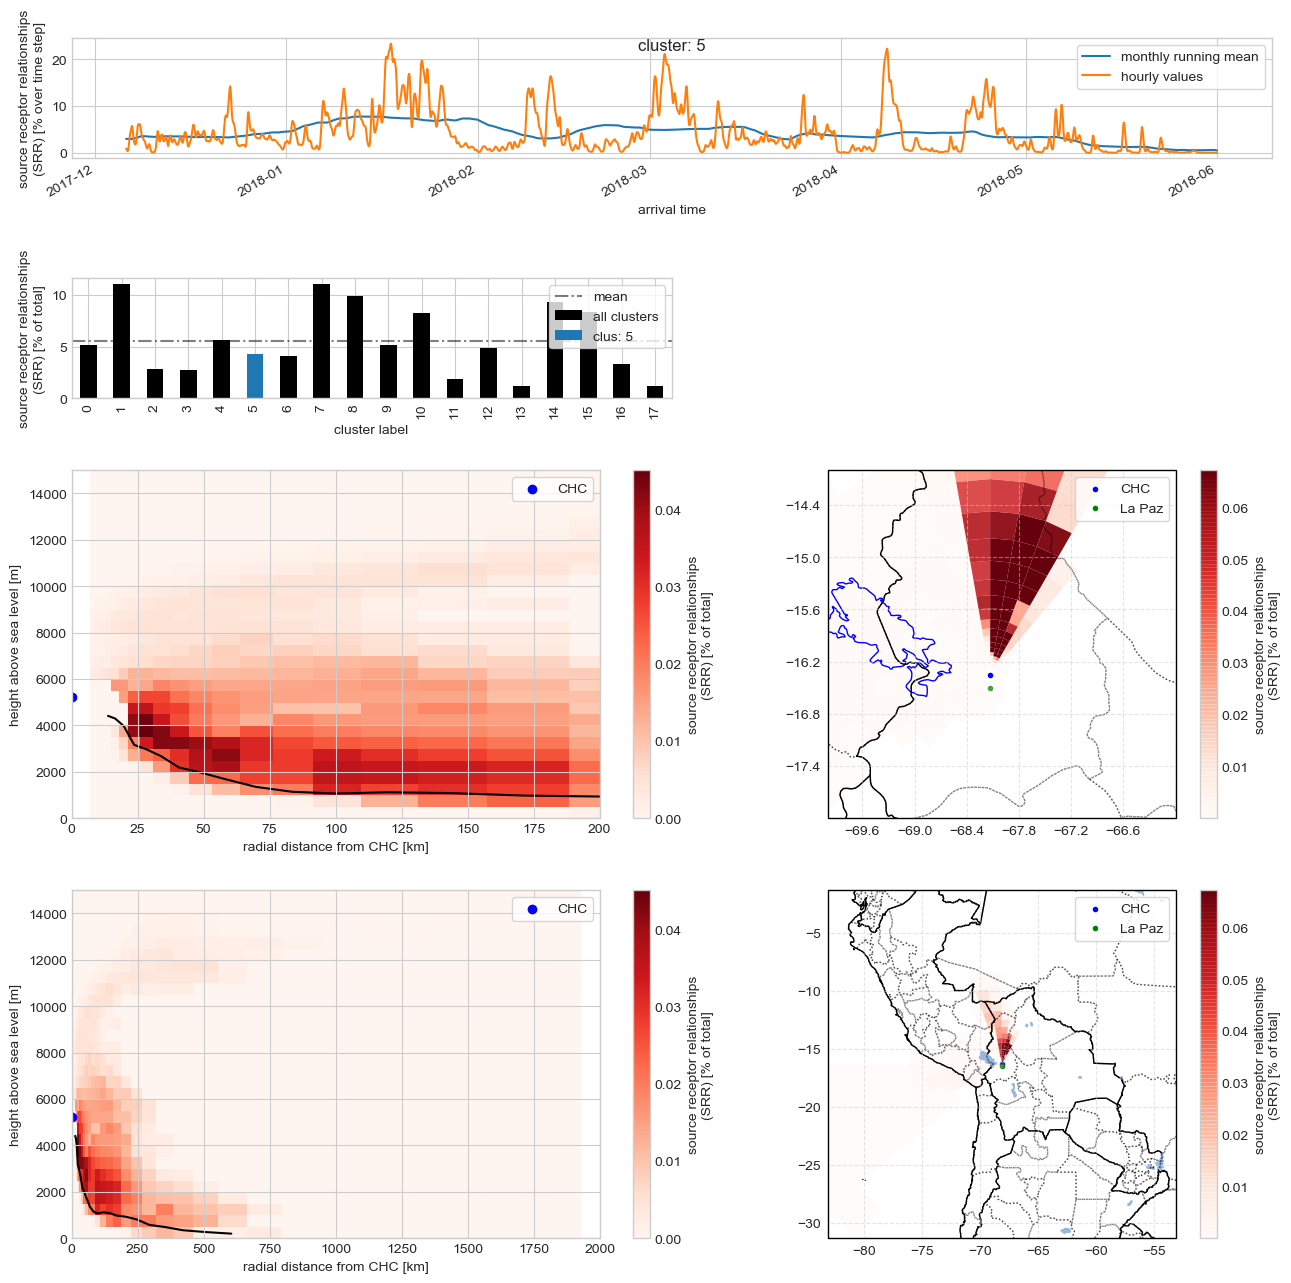 cluster: 5
source receptor relationships
(SRR) [% over time step]
20
10
0
monthly running mean
hourly values
2017-12
2018-01
2018-02
2018-03
2018-04
2018-05
2018-06
arrival time
source receptor relationships
(SRR) [% of total]
10
5
0
mean
all clusters
clus: 5
0 1 2 3 4 5 6 7 8 9 10 11 12 13 14 15 16 17
cluster label
height above sea level [m]
14000
12000
10000
8000
6000
4000
2000
0
CHC
0 25 50 75 100 125 150 175 200
radial distance from CHC [km]
0.04
0.03
0.02
0.01
0.00
source receptor relationships
(SRR) [% of total]
−14.4
−15.0
−15.6
−16.2
−16.8
−17.4
CHC
La Paz
−69.6 −69.0 −68.4 −67.8 −67.2 −66.6
0.06
0.05
0.04
0.03
0.02
0.01
source receptor relationships
(SRR) [% of total]
height above sea level [m]
14000
12000
10000
8000
6000
4000
2000
0
CHC
0 250 500 750 1000 1250 1500 1750 2000
radial distance from CHC [km]
0.04
0.03
0.02
0.01
0.00
source receptor relationships
(SRR) [% of total]
−5
−10
−15
−20
−25
−30
CHC
La Paz
−80 −75 −70 −65 −60 −55
0.06
0.05
0.04
0.03
0.02
0.01
source receptor relationships
(SRR) [% of total]